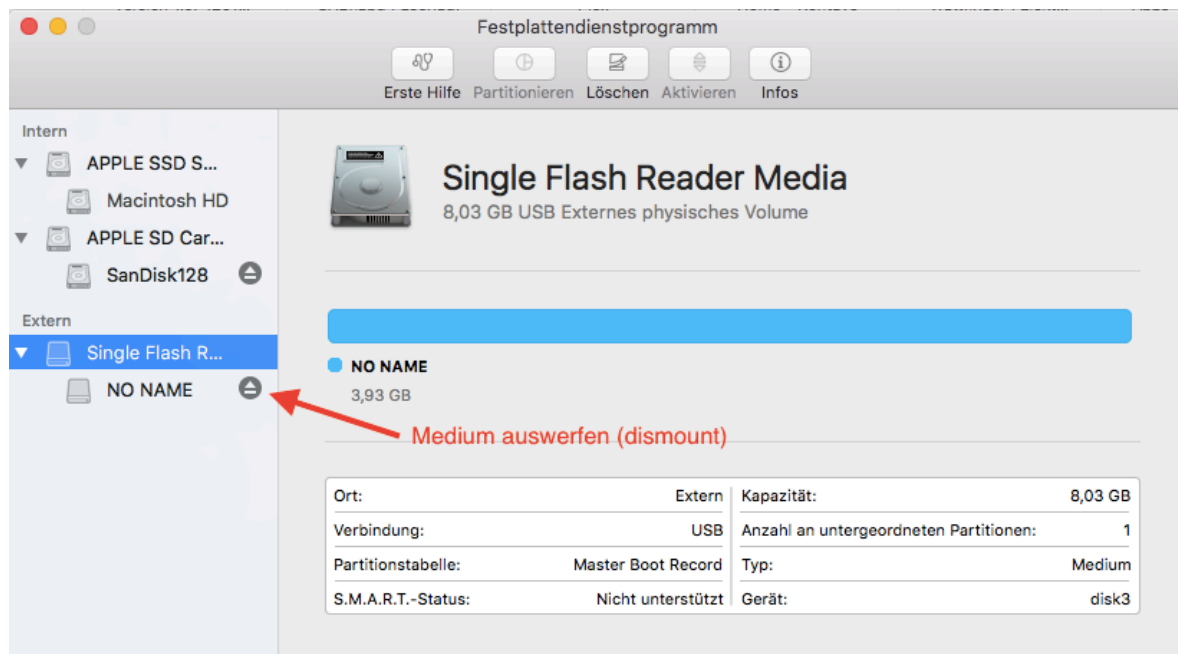 Festplattendienstprogramm
Erste Hilfe Partitionieren Löschen Aktivieren Infos
Intern
APPLE SSD S...
Macintosh HD
APPLE SD Car...
SanDisk128
Extern
Single Flash R...
NO NAME
Single Flash Reader Media
8,03 GB USB Externes physisches Volume
NO NAME
3,93 GB
Medium auswerfen (dismount)
Ort: Extern Kapazität: 8,03 GB
Verbindung: USB Anzahl an untergeordneten Partitionen: 1
Partitionstabelle: Master Boot Record Typ: Medium
S.M.A.R.T.-Status: Nicht unterstützt Gerät: disk3